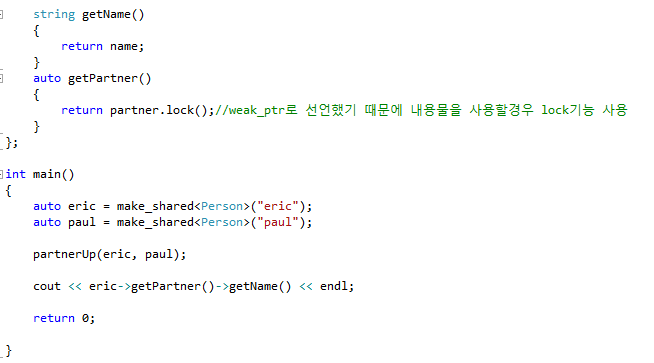 string getName()
{
return name;
}
auto getPartner()
{
return partner.lock();//weak_ptr로 선언했기 때문에 내용물을 사용할경우 lock기능 사용
}
};
int main()
{
auto eric = make_shared<Person>("eric");
auto paul = make_shared<Person>("paul");
partnerUp(eric, paul);
cout << eric->getPartner()->getName() << endl;
return 0;
}